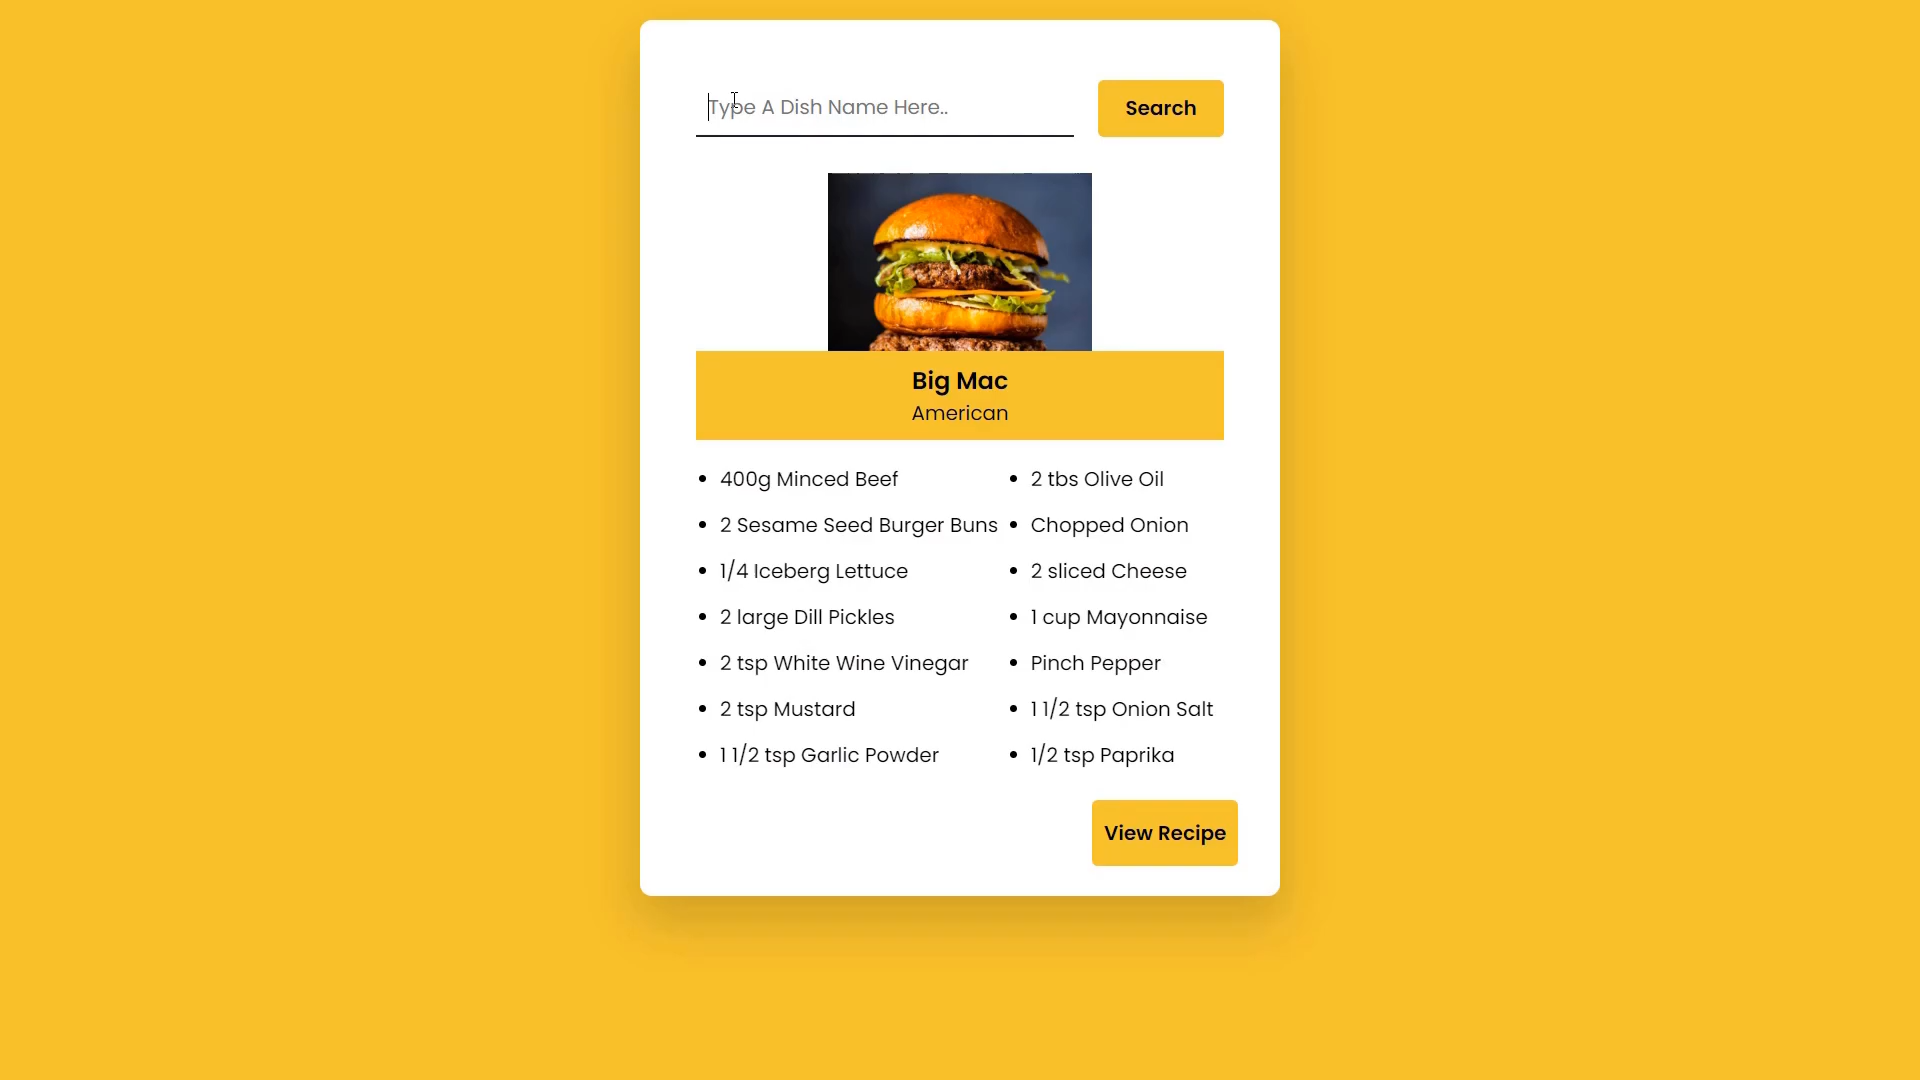 Type A Dish Name Here..
Search
Big Mac
American
400g Minced Beef
2 Sesame Seed Burger Buns
1/4 Iceberg Lettuce
2 large Dill Pickles
2 tsp White Wine Vinegar
2 tsp Mustard
1 1/2 tsp Garlic Powder
2 tbs Olive Oil
Chopped Onion
2 sliced Cheese
1 cup Mayonnaise
Pinch Pepper
1 1/2 tsp Onion Salt
1/2 tsp Paprika
View Recipe